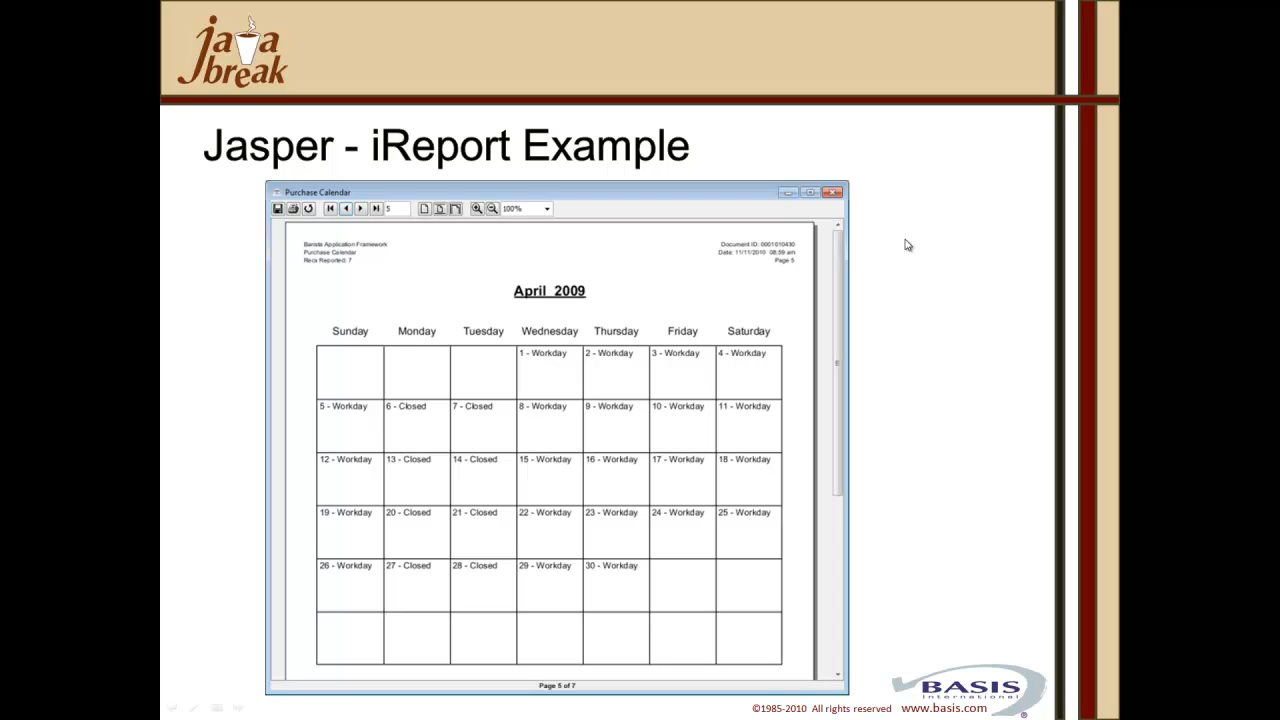 java
break
Jasper - iReport Example
Purchase Calendar
5
100%
Barista Application Framework
Purchase Calendar
Recs Reported: 7
Document ID: 0001010430
Date: 11/11/2010 08:59 am
Page 5
April 2009
Sunday Monday Tuesday Wednesday Thursday Friday Saturday
1 - Workday 2 - Workday 3 - Workday 4 - Workday
5 - Workday 6 - Closed 7 - Closed 8 - Workday 9 - Workday 10 - Workday 11 - Workday
12 - Workday 13 - Closed 14 - Closed 15 - Workday 16 - Workday 17 - Workday 18 - Workday
19 - Workday 20 - Closed 21 - Closed 22 - Workday 23 - Workday 24 - Workday 25 - Workday
26 - Workday 27 - Closed 28 - Closed 29 - Workday 30 - Workday
Page 5 of 7
BASIS
International
®
©1985-2010 All rights reserved www.basis.com